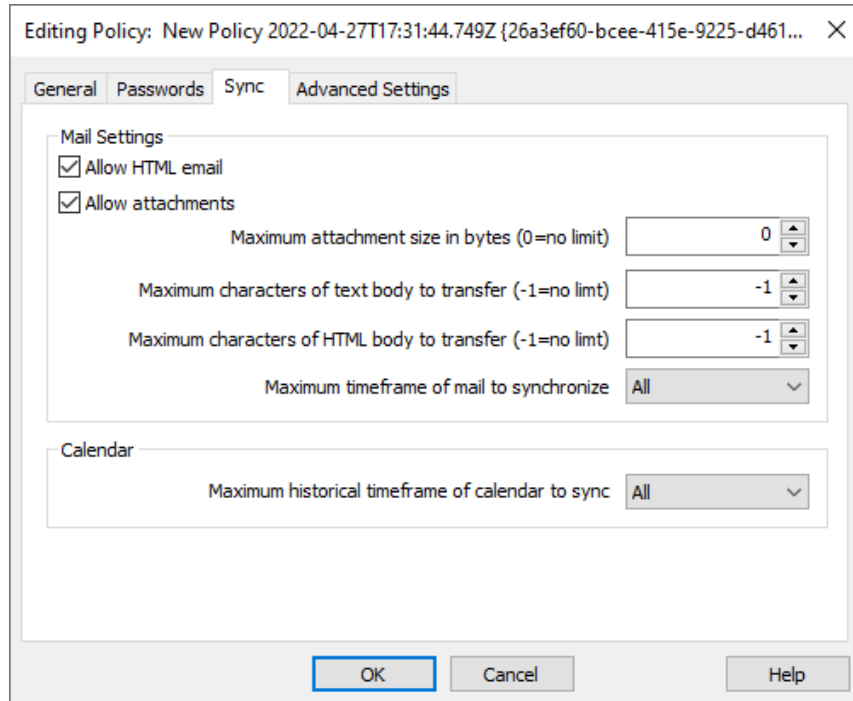 Editing Policy:  New Policy 2022-04-27T17:31:44.749Z {26a3ef60-bcee-415e-9225-d461...
General Passwords Sync Advanced Settings
Mail Settings
Allow HTML email
Allow attachments
Maximum attachment size in bytes (0=no limit) 0
Maximum characters of text body to transfer (-1=no limt) -1
Maximum characters of HTML body to transfer (-1=no limt) -1
Maximum timeframe of mail to synchronize All
Calendar
Maximum historical timeframe of calendar to sync All
OK Cancel Help